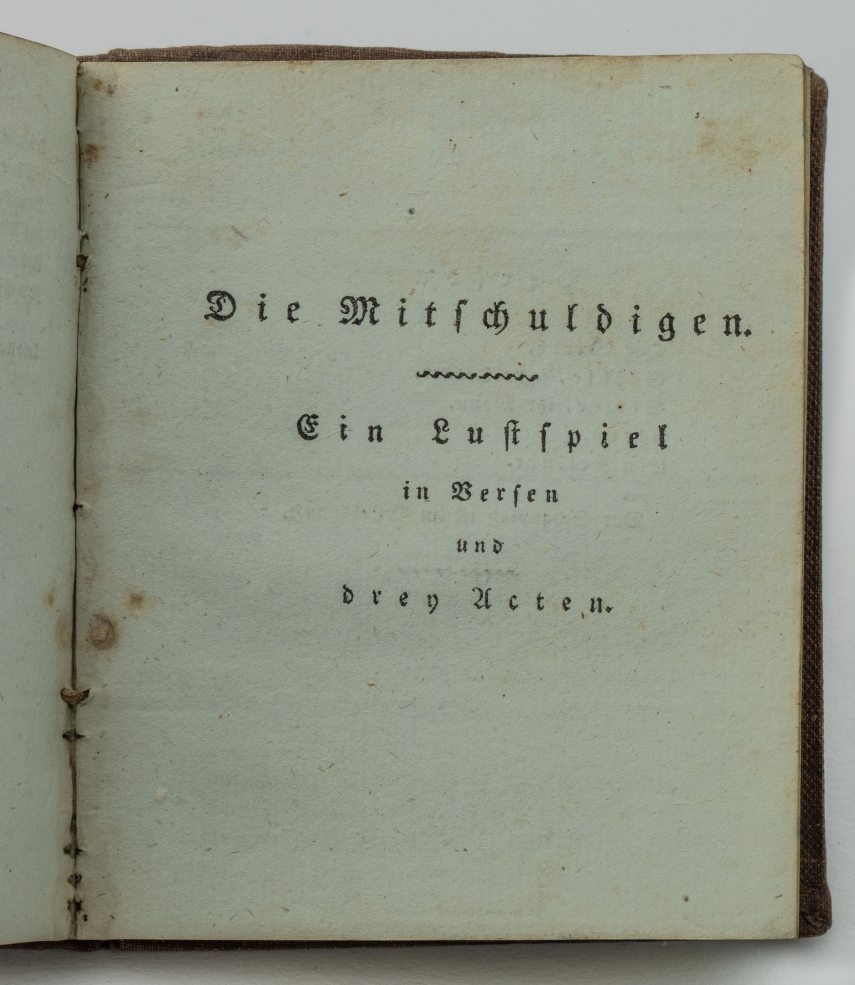 Die Mitſchuldigen.
Ein Luſtſpiel
in Verſen
und
drey Acten.